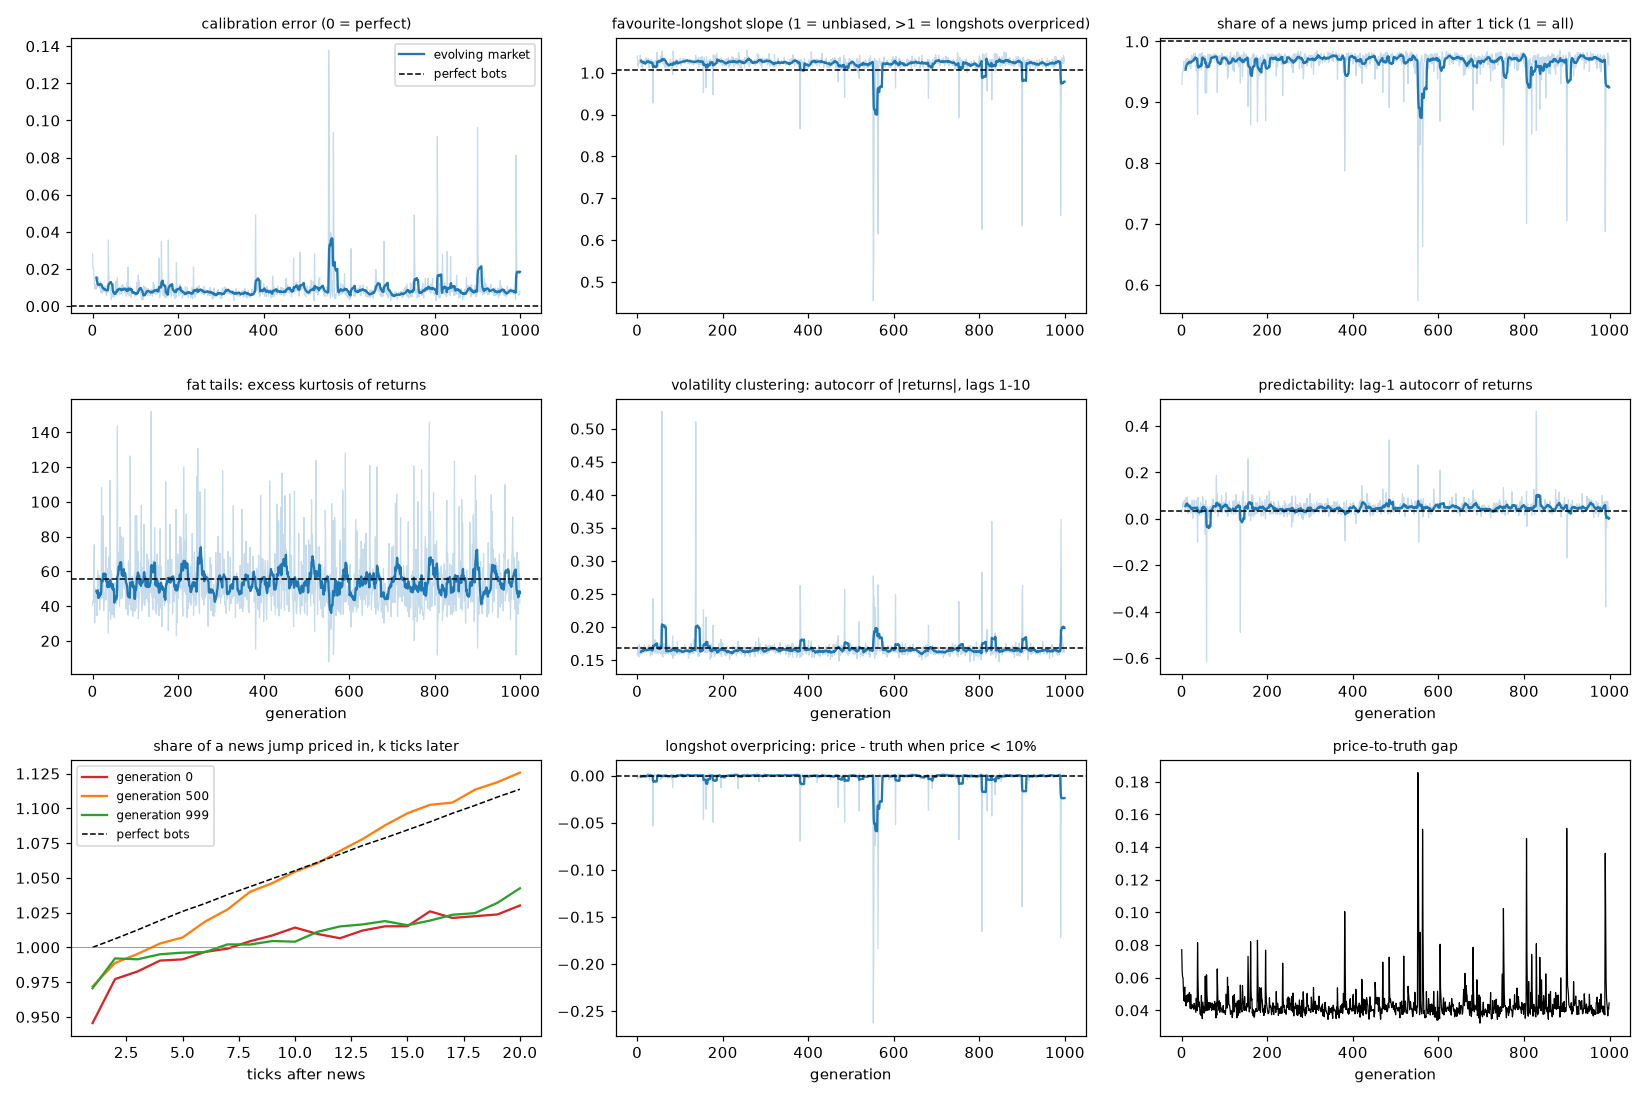 calibration error (0 = perfect)
0.14
0.12
0.10
0.08
0.06
0.04
0.02
0.00
evolving market
perfect bots
0 200 400 600 800 1000
favourite-longshot slope (1 = unbiased, >1 = longshots overpriced)
1.0
0.9
0.8
0.7
0.6
0.5
0 200 400 600 800 1000
share of a news jump priced in after 1 tick (1 = all)
1.0
0.9
0.8
0.7
0.6
0 200 400 600 800 1000
fat tails: excess kurtosis of returns
140
120
100
80
60
40
20
0 200 400 600 800 1000
generation
volatility clustering: autocorr of |returns|, lags 1-10
0.50
0.45
0.40
0.35
0.30
0.25
0.20
0.15
0 200 400 600 800 1000
generation
predictability: lag-1 autocorr of returns
0.4
0.2
0.0
−0.2
−0.4
−0.6
0 200 400 600 800 1000
generation
share of a news jump priced in, k ticks later
1.125
1.100
1.075
1.050
1.025
1.000
0.975
0.950
generation 0
generation 500
generation 999
perfect bots
2.5 5.0 7.5 10.0 12.5 15.0 17.5 20.0
ticks after news
longshot overpricing: price - truth when price < 10%
0.00
−0.05
−0.10
−0.15
−0.20
−0.25
0 200 400 600 800 1000
generation
price-to-truth gap
0.18
0.16
0.14
0.12
0.10
0.08
0.06
0.04
0 200 400 600 800 1000
generation